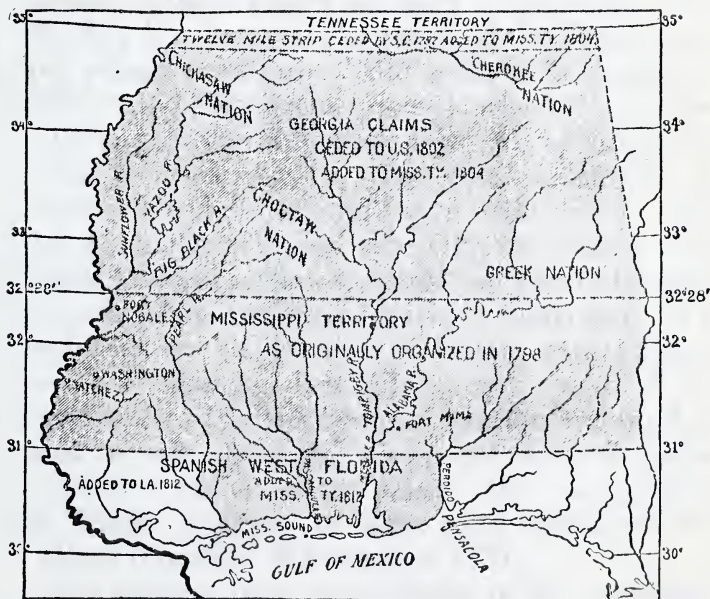 TENNESSEE TERRITORY
35° 35°
TWELVE MILE STRIP CEDED BY S.C. 1787 ADDED TO MISS. TY. 1804
CHICKASAW
NATION
CHEROKEE
NATION
34° 34°
GEORGIA CLAIMS
CEDED TO U.S. 1802
ADDED TO MISS. TY. 1804
SUNFLOWER R.
YAZOO R.
BIG BLACK R.
CHOCTAW
NATION
33° 33°
GREEK NATION
32°28" 32°28"
FORT
NOGALES
PEARL R.
MISSISSIPPI TERRITORY
AS ORIGINALLY ORGANIZED IN 1798
32° 32°
WASHINGTON
NATCHEZ
ALABAMA R.
FORT MIMS
31° 31°
SPANISH WEST FLORIDA
ADDED TO LA. 1812
ADDED TO
MISS. TY. 1812
PERDIDO
MISS. SOUND
30°
GULF OF MEXICO